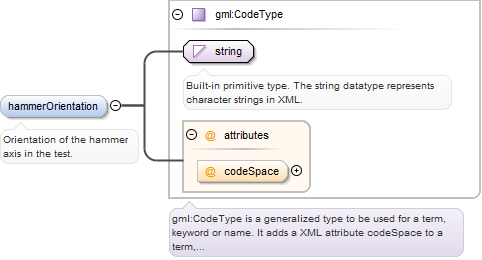 gml:CodeType
string
Built-in primitive type. The string datatype represents
character strings in XML.
hammerOrientation
Orientation of the hammer
axis in the test.
@ attributes
@ codeSpace
gml:CodeType is a generalized type to be used for a term,
keyword or name. It adds a XML attribute codeSpace to a
term,...